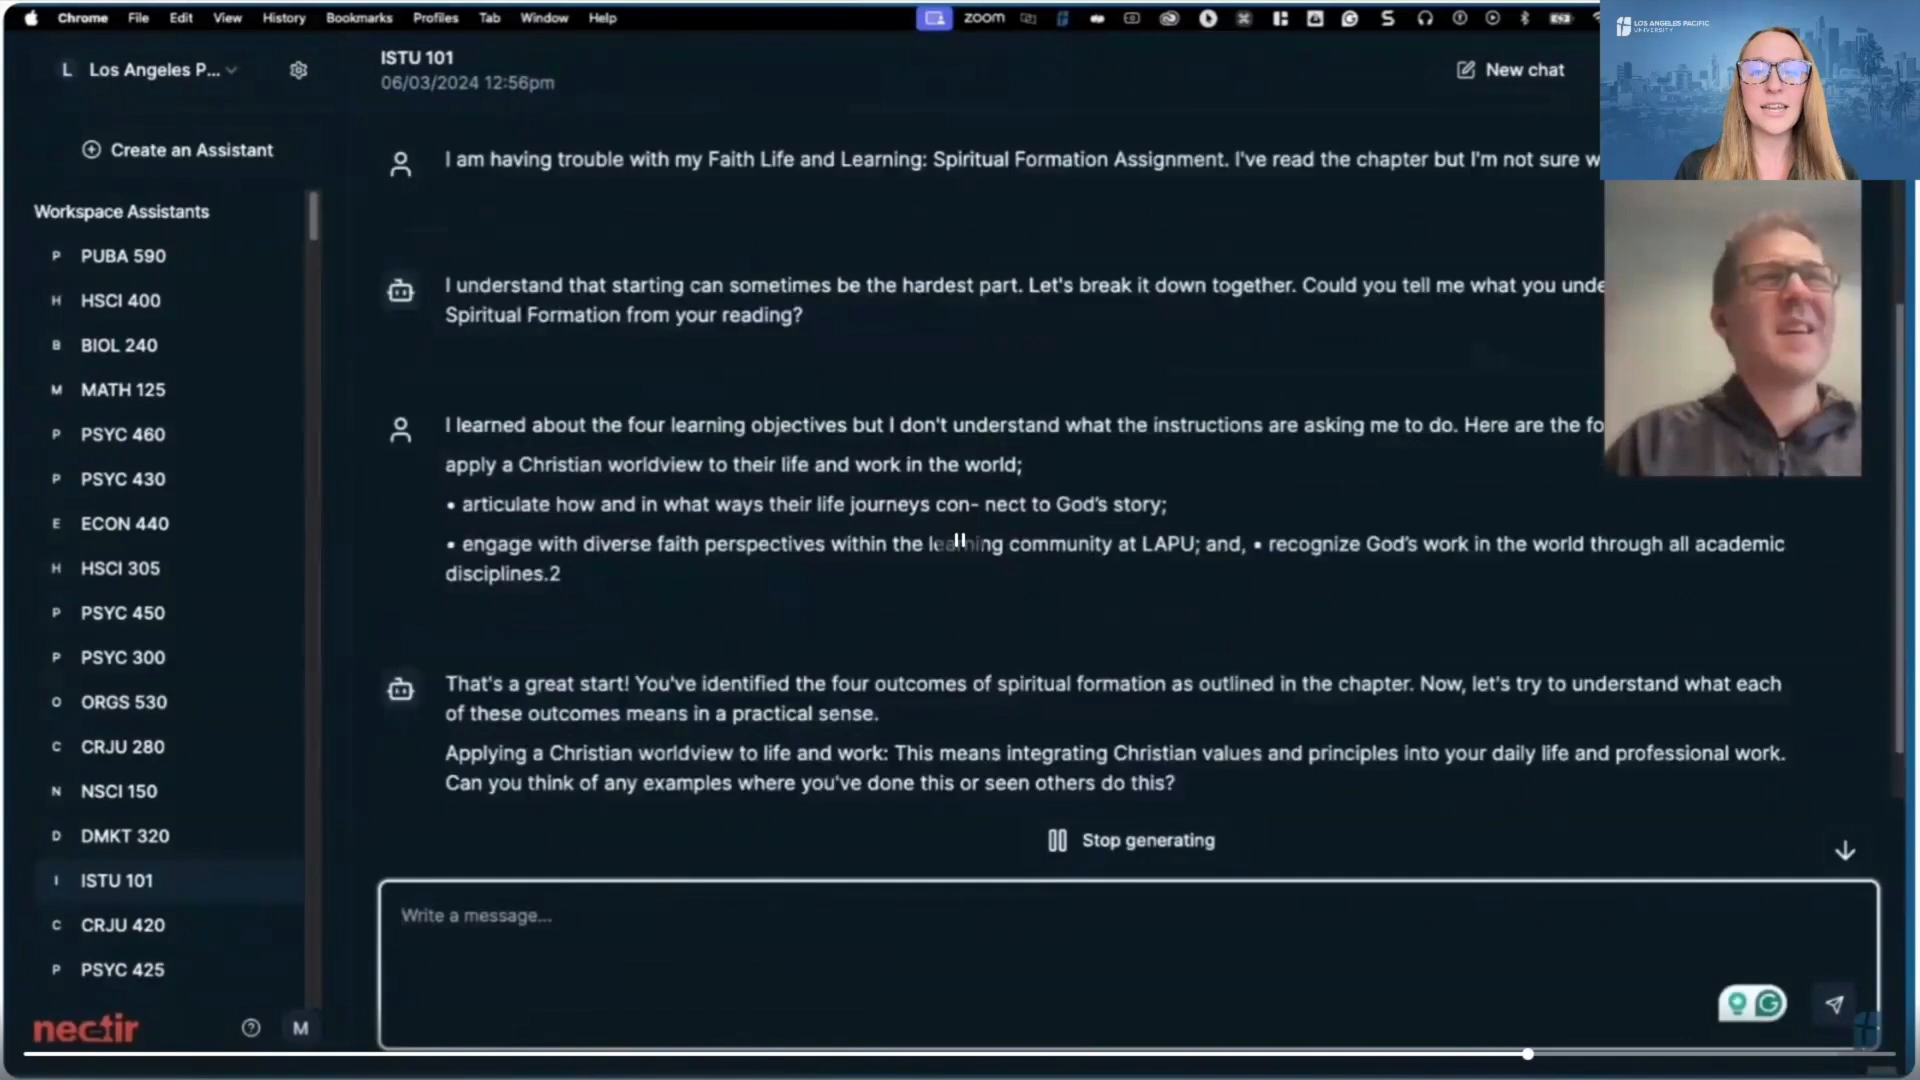 Chrome File Edit View History Bookmarks Profiles Tab Window Help
zoom
LOS ANGELES PACIFIC
UNIVERSITY
L Los Angeles P...
Create an Assistant
Workspace Assistants
P PUBA 590
H HSCI 400
B BIOL 240
M MATH 125
P PSYC 460
P PSYC 430
E ECON 440
H HSCI 305
P PSYC 450
P PSYC 300
O ORGS 530
C CRJU 280
N NSCI 150
D DMKT 320
I ISTU 101
C CRJU 420
P PSYC 425
nectir
M
ISTU 101
06/03/2024 12:56pm
New chat
I am having trouble with my Faith Life and Learning: Spiritual Formation Assignment. I've read the chapter but I'm not sure w
I understand that starting can sometimes be the hardest part. Let's break it down together. Could you tell me what you unde
Spiritual Formation from your reading?
I learned about the four learning objectives but I don't understand what the instructions are asking me to do. Here are the fo
apply a Christian worldview to their life and work in the world;
• articulate how and in what ways their life journeys con- nect to God's story;
• engage with diverse faith perspectives within the learning community at LAPU; and, • recognize God's work in the world through all academic
disciplines.2
That's a great start! You've identified the four outcomes of spiritual formation as outlined in the chapter. Now, let's try to understand what each
of these outcomes means in a practical sense.
Applying a Christian worldview to life and work: This means integrating Christian values and principles into your daily life and professional work.
Can you think of any examples where you've done this or seen others do this?
Stop generating
Write a message...